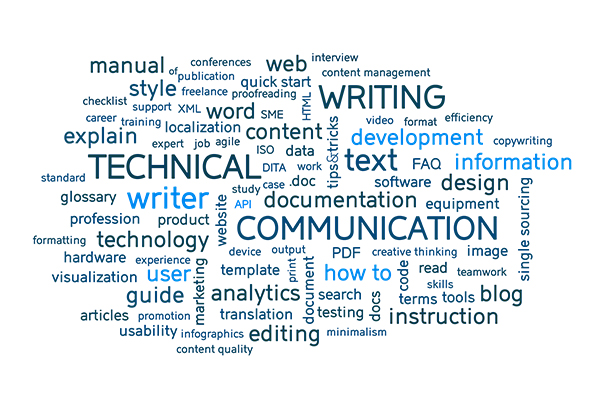 interview
conferences
web
manual
of
publication
content management
style
quick start
freelance
proofreading
WRITING
checklist
support
XML
word
SME
HTML
career
training
localization
content
tips&tricks
video
format
efficiency
explain
expert
job
agile
ISO
data
development
copywriting
TECHNICAL
DITA
work
text
FAQ
information
standard
study
case
.doc
software
design
glossary
writer
API
documentation
equipment
single sourcing
profession
product
website
COMMUNICATION
formatting
technology
device
output
PDF
creative thinking
image
hardware
experience
visualization
user
marketing
template
print
document
how to
code
read
teamwork
skills
guide
analytics
search
docs
terms
tools
blog
articles
promotion
translation
testing
instruction
usability
infographics
editing
minimalism
content quality